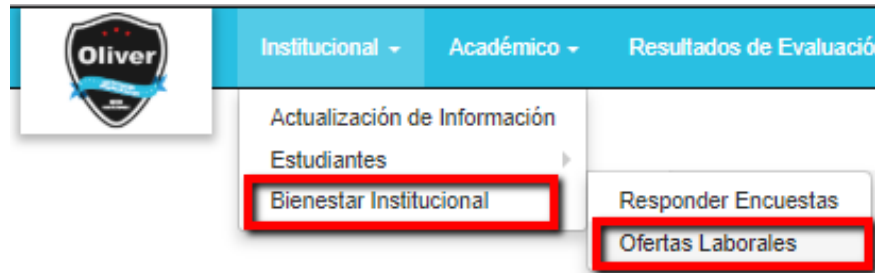 Oliver
Institucional
Académico
Resultados de Evaluació
Actualización de Información
Estudiantes
Bienestar Institucional
Responder Encuestas
Ofertas Laborales